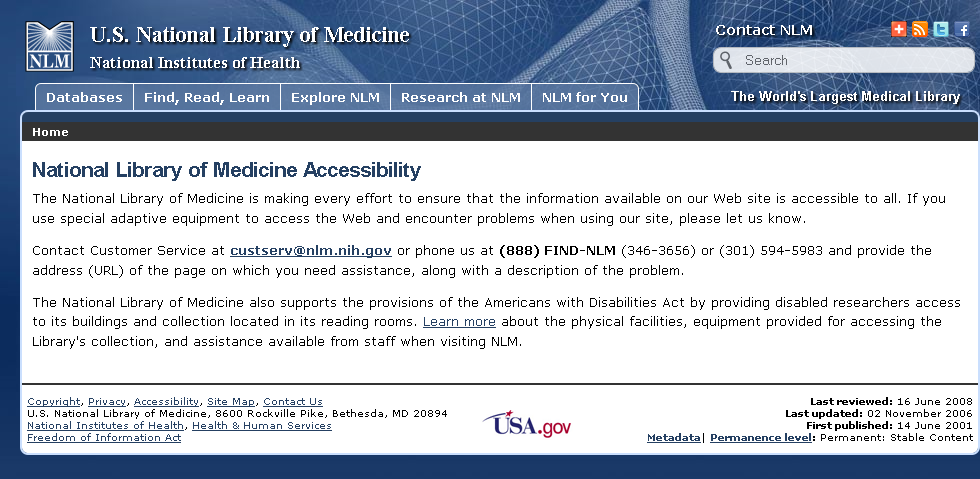 U.S. National Library of Medicine
National Institutes of Health
NLM
Contact NLM
Search
The World's Largest Medical Library
Databases
Find, Read, Learn
Explore NLM
Research at NLM
NLM for You
Home
National Library of Medicine Accessibility
The National Library of Medicine is making every effort to ensure that the information available on our Web site is accessible to all. If you
use special adaptive equipment to access the Web and encounter problems when using our site, please let us know.
Contact Customer Service at custserv@nlm.nih.gov or phone us at (888) FIND-NLM (346-3656) or (301) 594-5983 and provide the
address (URL) of the page on which you need assistance, along with a description of the problem.
The National Library of Medicine also supports the provisions of the Americans with Disabilities Act by providing disabled researchers access
to its buildings and collection located in its reading rooms. Learn more about the physical facilities, equipment provided for accessing the
Library's collection, and assistance available from staff when visiting NLM.
Copyright, Privacy, Accessibility, Site Map, Contact Us
U.S. National Library of Medicine, 8600 Rockville Pike, Bethesda, MD 20894
National Institutes of Health, Health & Human Services
Freedom of Information Act
USA.gov
Last reviewed: 16 June 2008
Last updated: 02 November 2006
First published: 14 June 2001
Metadata| Permanence level: Permanent: Stable Content